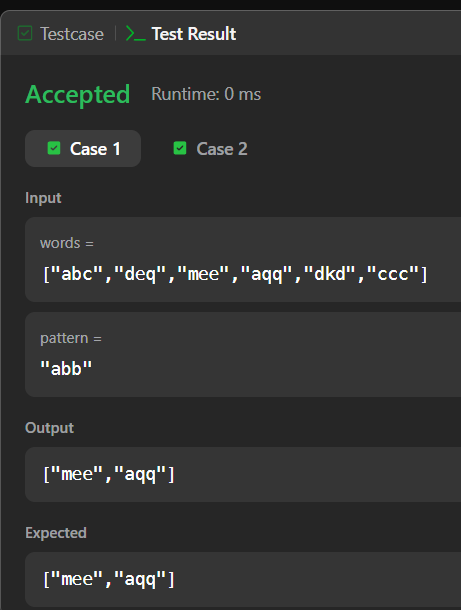 Testcase
Test Result
Accepted Runtime: 0 ms
Case 1 Case 2
Input
words =
["abc","deq","mee","aqq","dkd","ccc"]
pattern =
"abb"
Output
["mee","aqq"]
Expected
["mee","aqq"]